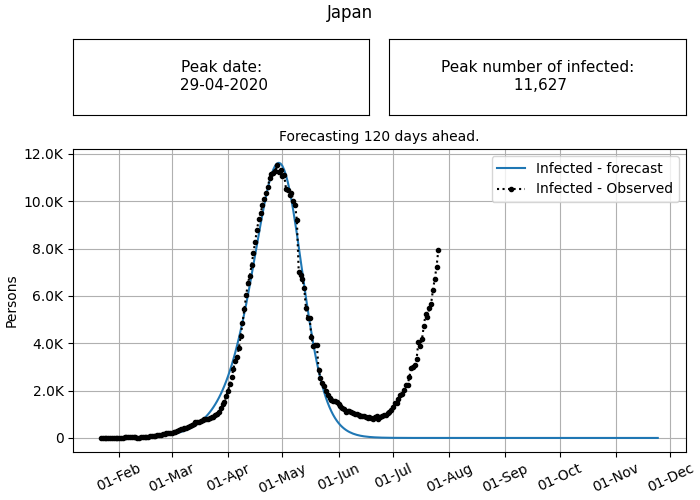 Japan
Peak date:
29-04-2020
Peak number of infected:
11,627
Forecasting 120 days ahead.
Infected - forecast
Infected - Observed
12.0K
10.0K
8.0K
6.0K
4.0K
2.0K
0
Persons
01-Feb
01-Mar
01-Apr
01-May
01-Jun
01-Jul
01-Aug
01-Sep
01-Oct
01-Nov
01-Dec